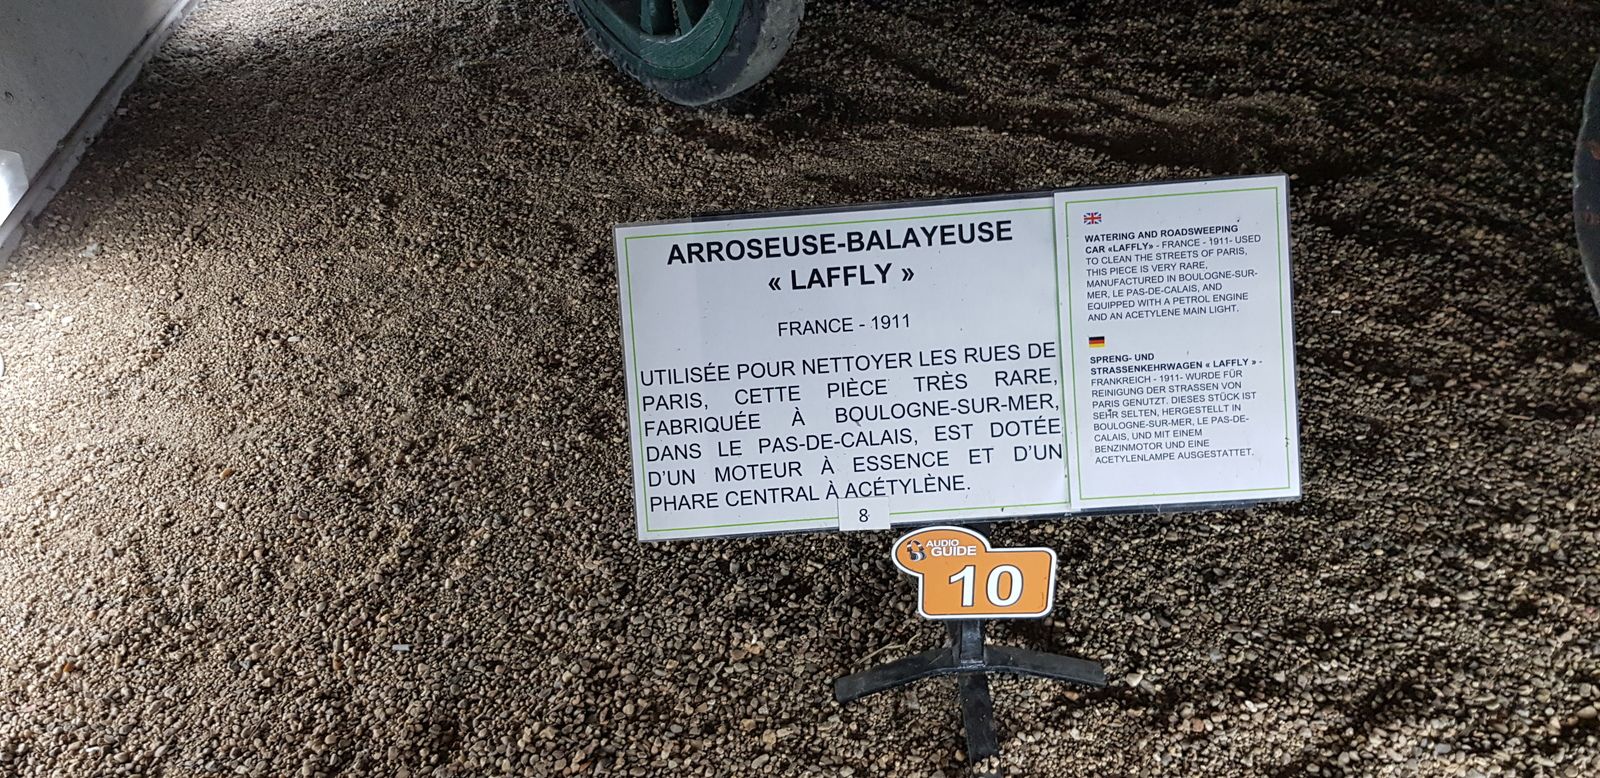 ARROSEUSE-BALAYEUSE
« LAFFLY »
FRANCE - 1911
UTILISÉE POUR NETTOYER LES RUES DE
PARIS, CETTE PIÈCE TRÈS RARE,
FABRIQUÉE À BOULOGNE-SUR-MER,
DANS LE PAS-DE-CALAIS, EST DOTÉE
D'UN MOTEUR À ESSENCE ET D'UN
PHARE CENTRAL À ACÉTYLÈNE.
8
WATERING AND ROADSWEEPING
CAR «LAFFLY» - FRANCE - 1911- USED
TO CLEAN THE STREETS OF PARIS,
THIS PIECE IS VERY RARE,
MANUFACTURED IN BOULOGNE-SUR-
MER, LE PAS-DE-CALAIS, AND
EQUIPPED WITH A PETROL ENGINE
AND AN ACETYLENE MAIN LIGHT.
SPRENG- UND
STRASSENKEHRWAGEN « LAFFLY » -
FRANKREICH - 1911- WURDE FÜR
REINIGUNG DER STRASSEN VON
PARIS GENUTZT. DIESES STÜCK IST
SEHR SELTEN, HERGESTELLT IN
BOULOGNE-SUR-MER, LE PAS-DE-
CALAIS, UND MIT EINEM
BENZINMOTOR UND EINE
ACETYLENLAMPE AUSGESTATTET.
AUDIO
GUIDE
10